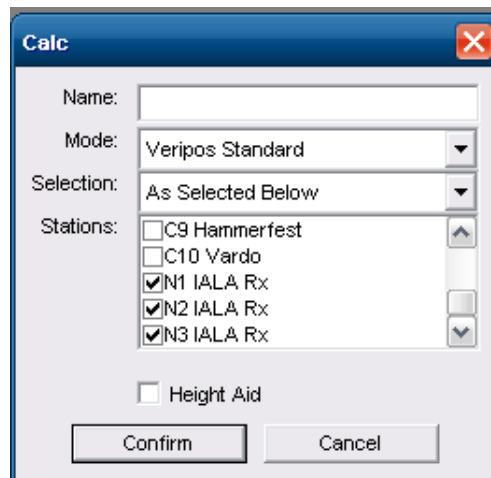 Calc
Name:
Mode: Veripos Standard
Selection: As Selected Below
Stations: C9 Hammerfest
C10 Vardo
N1 IALA Rx
N2 IALA Rx
N3 IALA Rx
Height Aid
Confirm Cancel